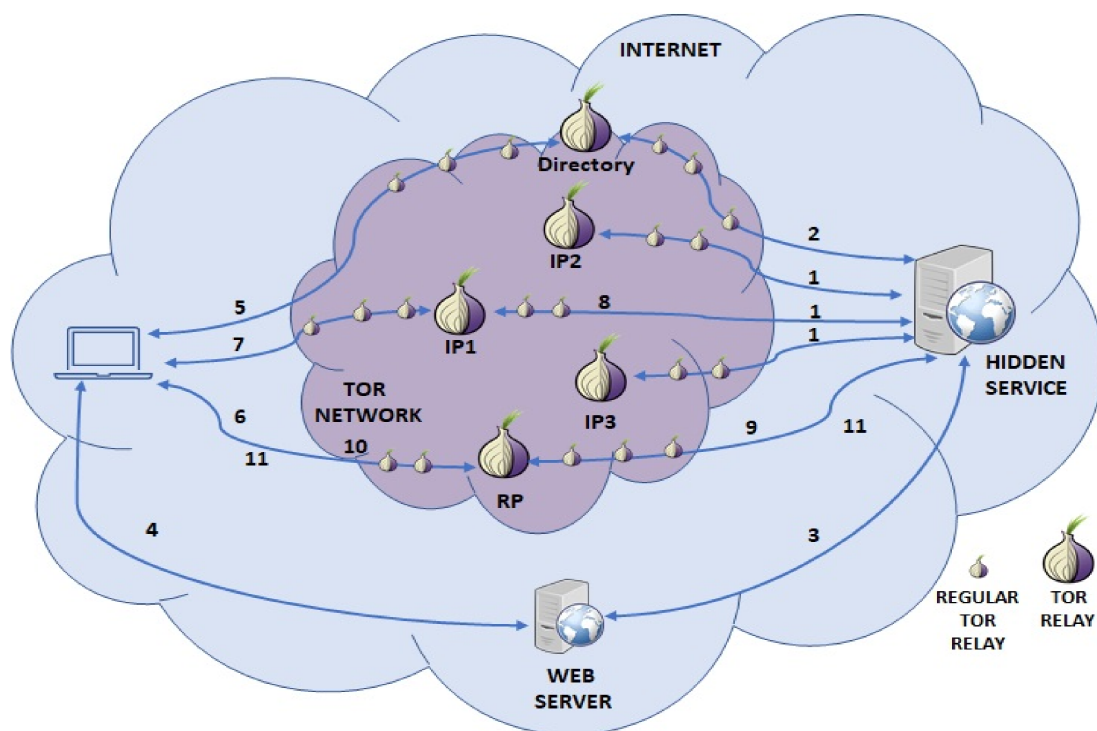 INTERNET
Directory
2
IP2
1
5
8
1
7
IP1
1
HIDDEN
SERVICE
TOR
NETWORK
6
IP3
9
11
10
11
RP
4
3
REGULAR
TOR
RELAY
TOR
RELAY
WEB
SERVER